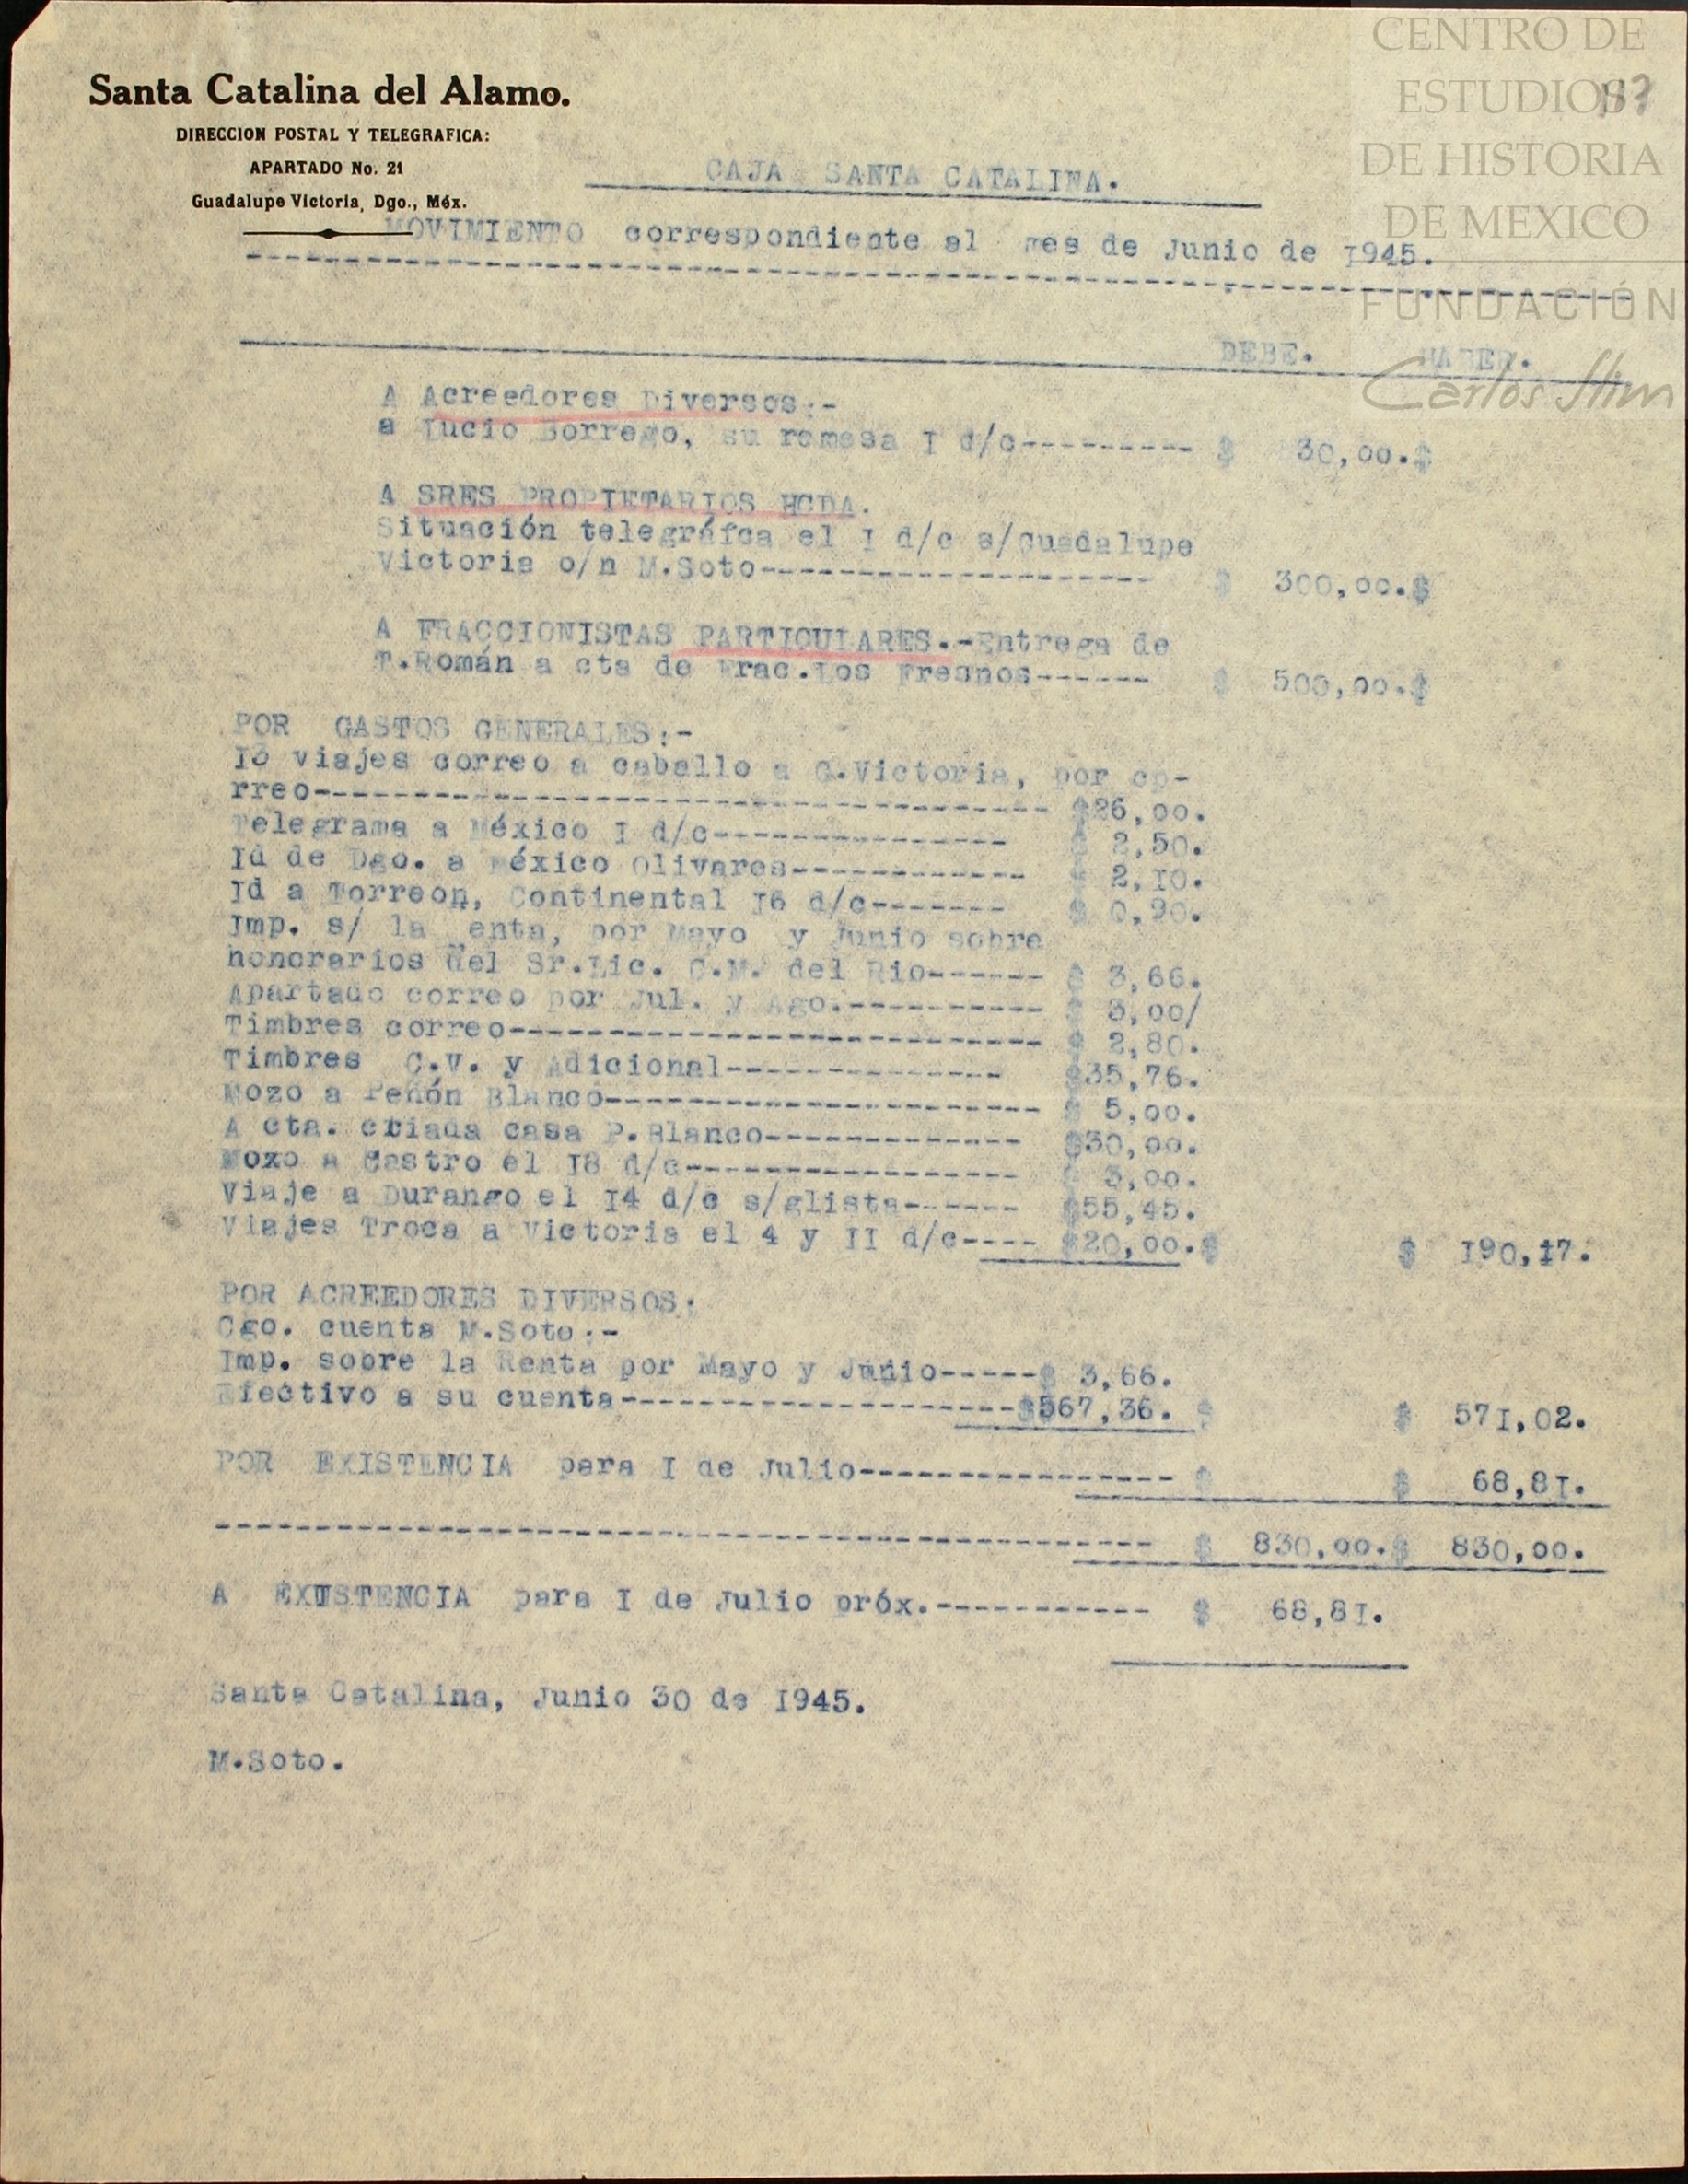 CENTRO DE
ESTUDIOS
DE HISTORIA
DE MEXICO
FUNDACIÓN
Carlos Slim
Santa Catalina del Alamo.
DIRECCION POSTAL Y TELEGRAFICA:
APARTADO No. 21
Guadalupe Victoria, Dgo., Méx.
CAJA SANTA CATALINA.
MOVIMIENTO correspondiente al mes de Junio de I945.
DEBE. HABER.
A Acreedores Diversos:-
a Lucio Borrego, su remesa I d/c--------- $ 30,00.$
A SRES PROPIETARIOS HCDA.
Situación telegráfca el I d/c s/Guadalupe
Victoria o/n M.Soto-------------------- $ 300,00.$
A FRACCIONISTAS PARTICULARES.-Entrega de
T.Román a cta de Frac.Los Fresnos------ $ 500,00.$
POR GASTOS GENERALES:-
I3 viajes correo a caballo a G.Victoria, por co-
rreo-------------------------------------- $26,00.
Telegrama a México I d/c--------------- $ 2,50.
Id de Dgo. a México Olivares------------ $ 2,I0.
Id a Torreon, Continental I6 d/c------- $ 0,90.
Imp. s/ la enta, por Mayo y Junio sobre
honorarios del Sr.Lic. C.M. del Rio------ $ 3,66.
Apartado correo por Jul. y Ago.---------- $ 3,00/
Timbres correo--------------------------- $ 2,80.
Timbres C.V. y Adicional-------------- $35,76.
Mozo a Peñón Blanco---------------------- $ 5,00.
A cta. criada casa P.Blanco------------- $30,00.
Mozo a Castro el I8 d/c----------------- $ 3,00.
Viaje a Durango el I4 d/c s/glista------ $55,45.
Viajes Troca a Victoria el 4 y II d/c---- $20,00.$ $ I90,I7.
POR ACREEDORES DIVERSOS:
Cgo. cuenta M.Soto:-
Imp. sobre la Renta por Mayo y Junio-----$ 3,66.
Efectivo a su cuenta--------------------$567,36. $ $ 57I,02.
POR EXISTENCIA para I de Julio---------------- $ $ 68,8I.
----------------------------------------------- $ 830,00.$ 830,00.
A EXISTENCIA para I de Julio próx.----------- $ 68,8I.
Santa Catalina, Junio 30 de I945.
M.Soto.